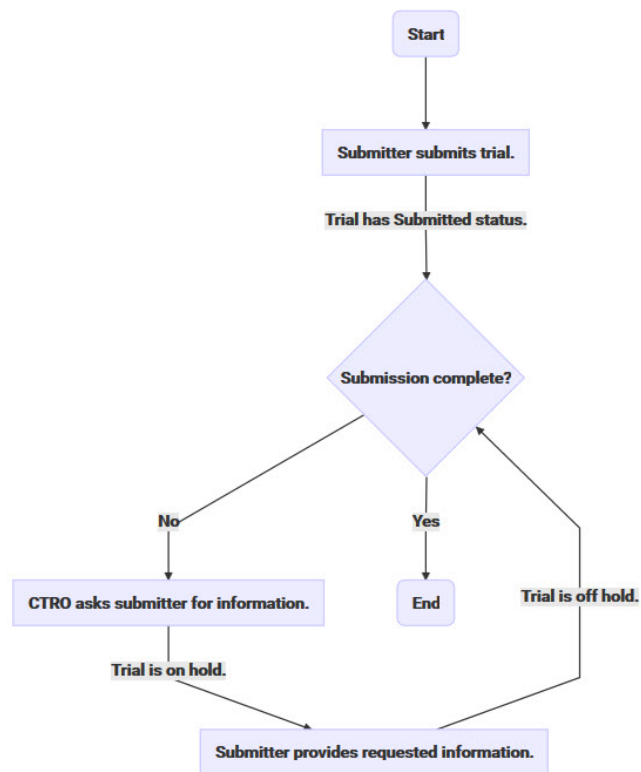 Start
Submitter submits trial.
Trial has Submitted status.
Submission complete?
No
Yes
CTRO asks submitter for information.
End
Trial is off hold.
Trial is on hold.
Submitter provides requested information.